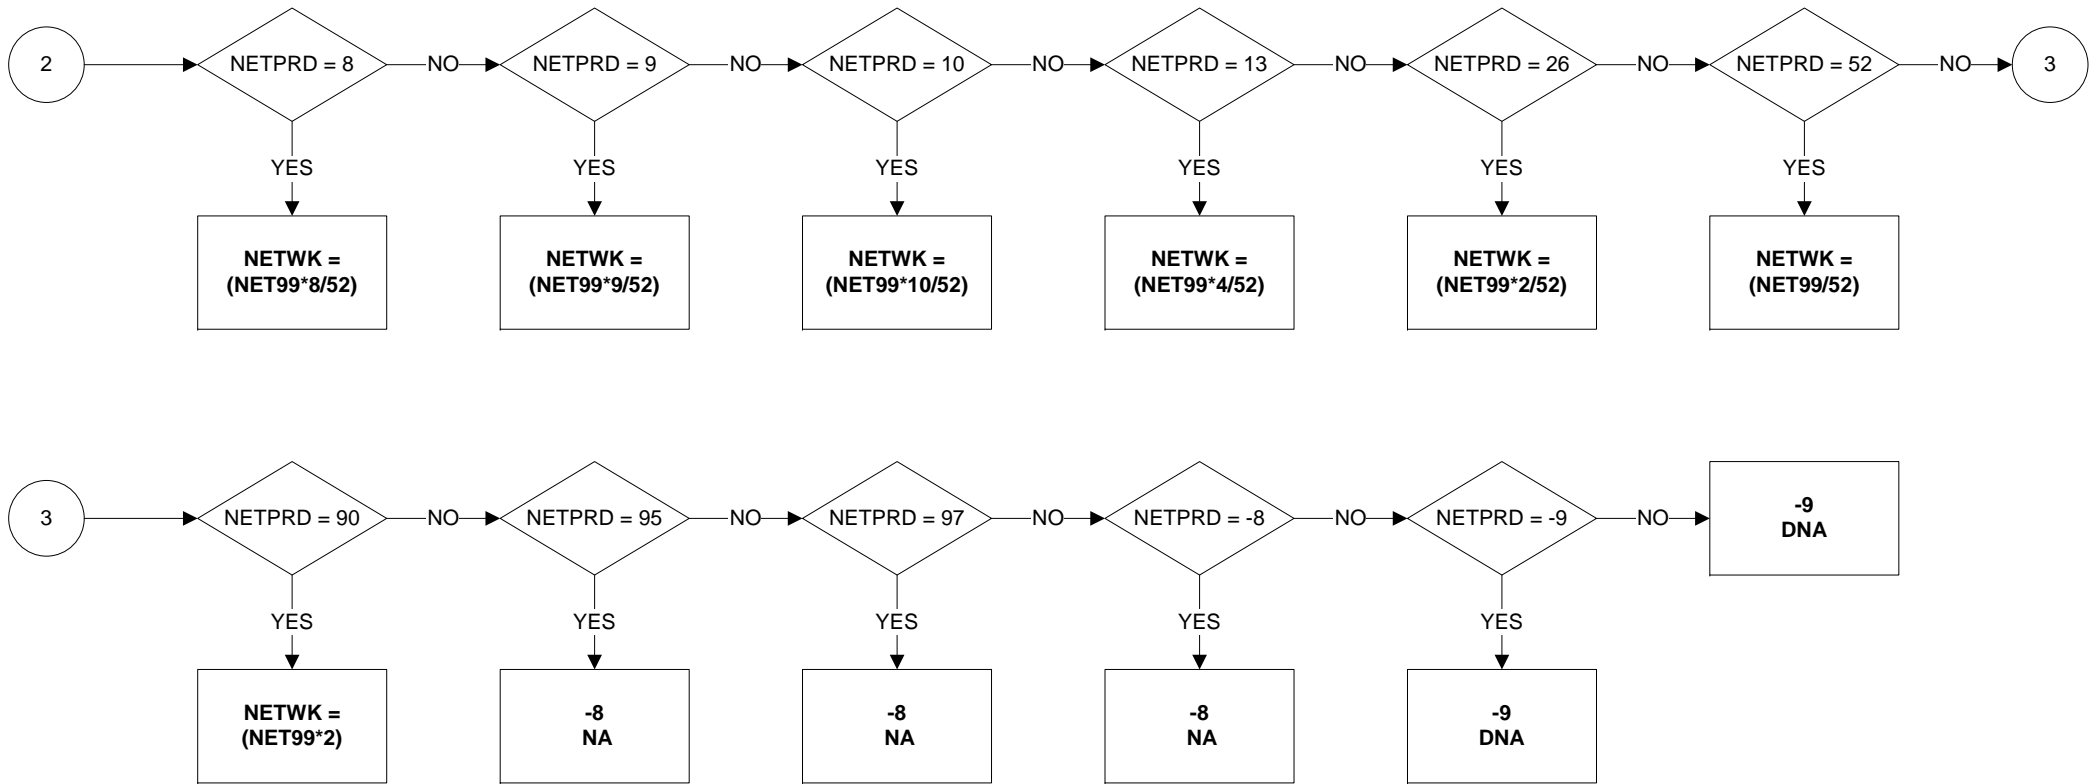 2
NETPRD = 8
NO
NETPRD = 9
NO
NETPRD = 10
NO
NETPRD = 13
NO
NETPRD = 26
NO
NETPRD = 52
NO
3
YES
YES
YES
YES
YES
YES
NETWK =
(NET99*8/52)
NETWK =
(NET99*9/52)
NETWK =
(NET99*10/52)
NETWK =
(NET99*4/52)
NETWK =
(NET99*2/52)
NETWK =
(NET99/52)
3
NETPRD = 90
NO
NETPRD = 95
NO
NETPRD = 97
NO
NETPRD = -8
NO
NETPRD = -9
NO
-9
DNA
YES
YES
YES
YES
YES
NETWK =
(NET99*2)
-8
NA
-8
NA
-8
NA
-9
DNA